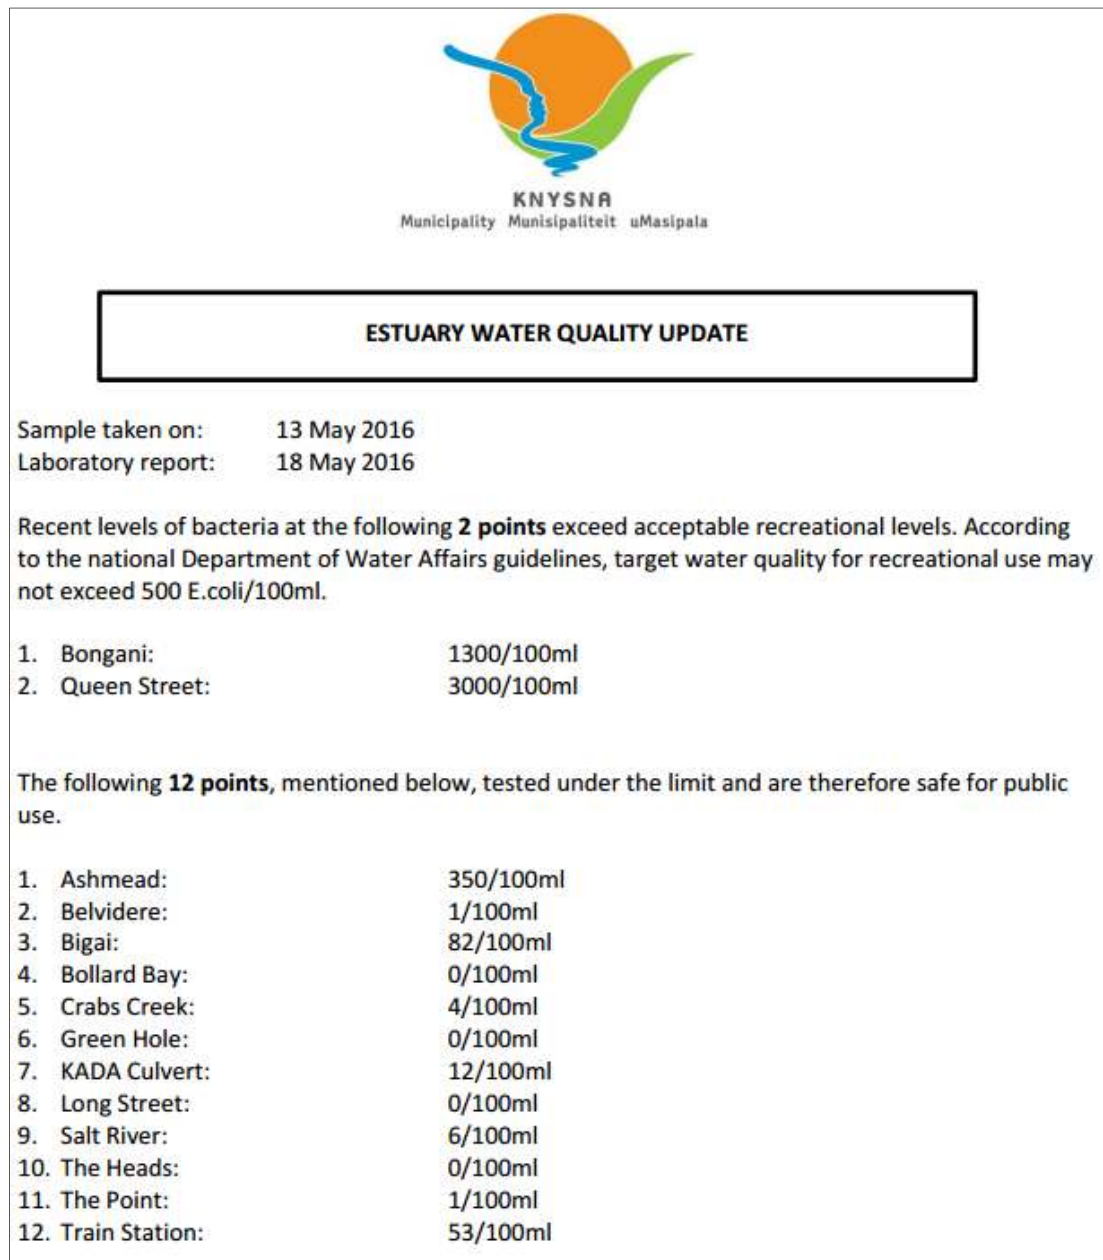 KNYSNA
Municipality Munisipaliteit uMasipala
ESTUARY WATER QUALITY UPDATE
Sample taken on: 13 May 2016
Laboratory report: 18 May 2016
Recent levels of bacteria at the following 2 points exceed acceptable recreational levels. According
to the national Department of Water Affairs guidelines, target water quality for recreational use may
not exceed 500 E.coli/100ml.
1. Bongani: 1300/100ml
2. Queen Street: 3000/100ml
The following 12 points, mentioned below, tested under the limit and are therefore safe for public
use.
1. Ashmead: 350/100ml
2. Belvidere: 1/100ml
3. Bigai: 82/100ml
4. Bollard Bay: 0/100ml
5. Crabs Creek: 4/100ml
6. Green Hole: 0/100ml
7. KADA Culvert: 12/100ml
8. Long Street: 0/100ml
9. Salt River: 6/100ml
10. The Heads: 0/100ml
11. The Point: 1/100ml
12. Train Station: 53/100ml